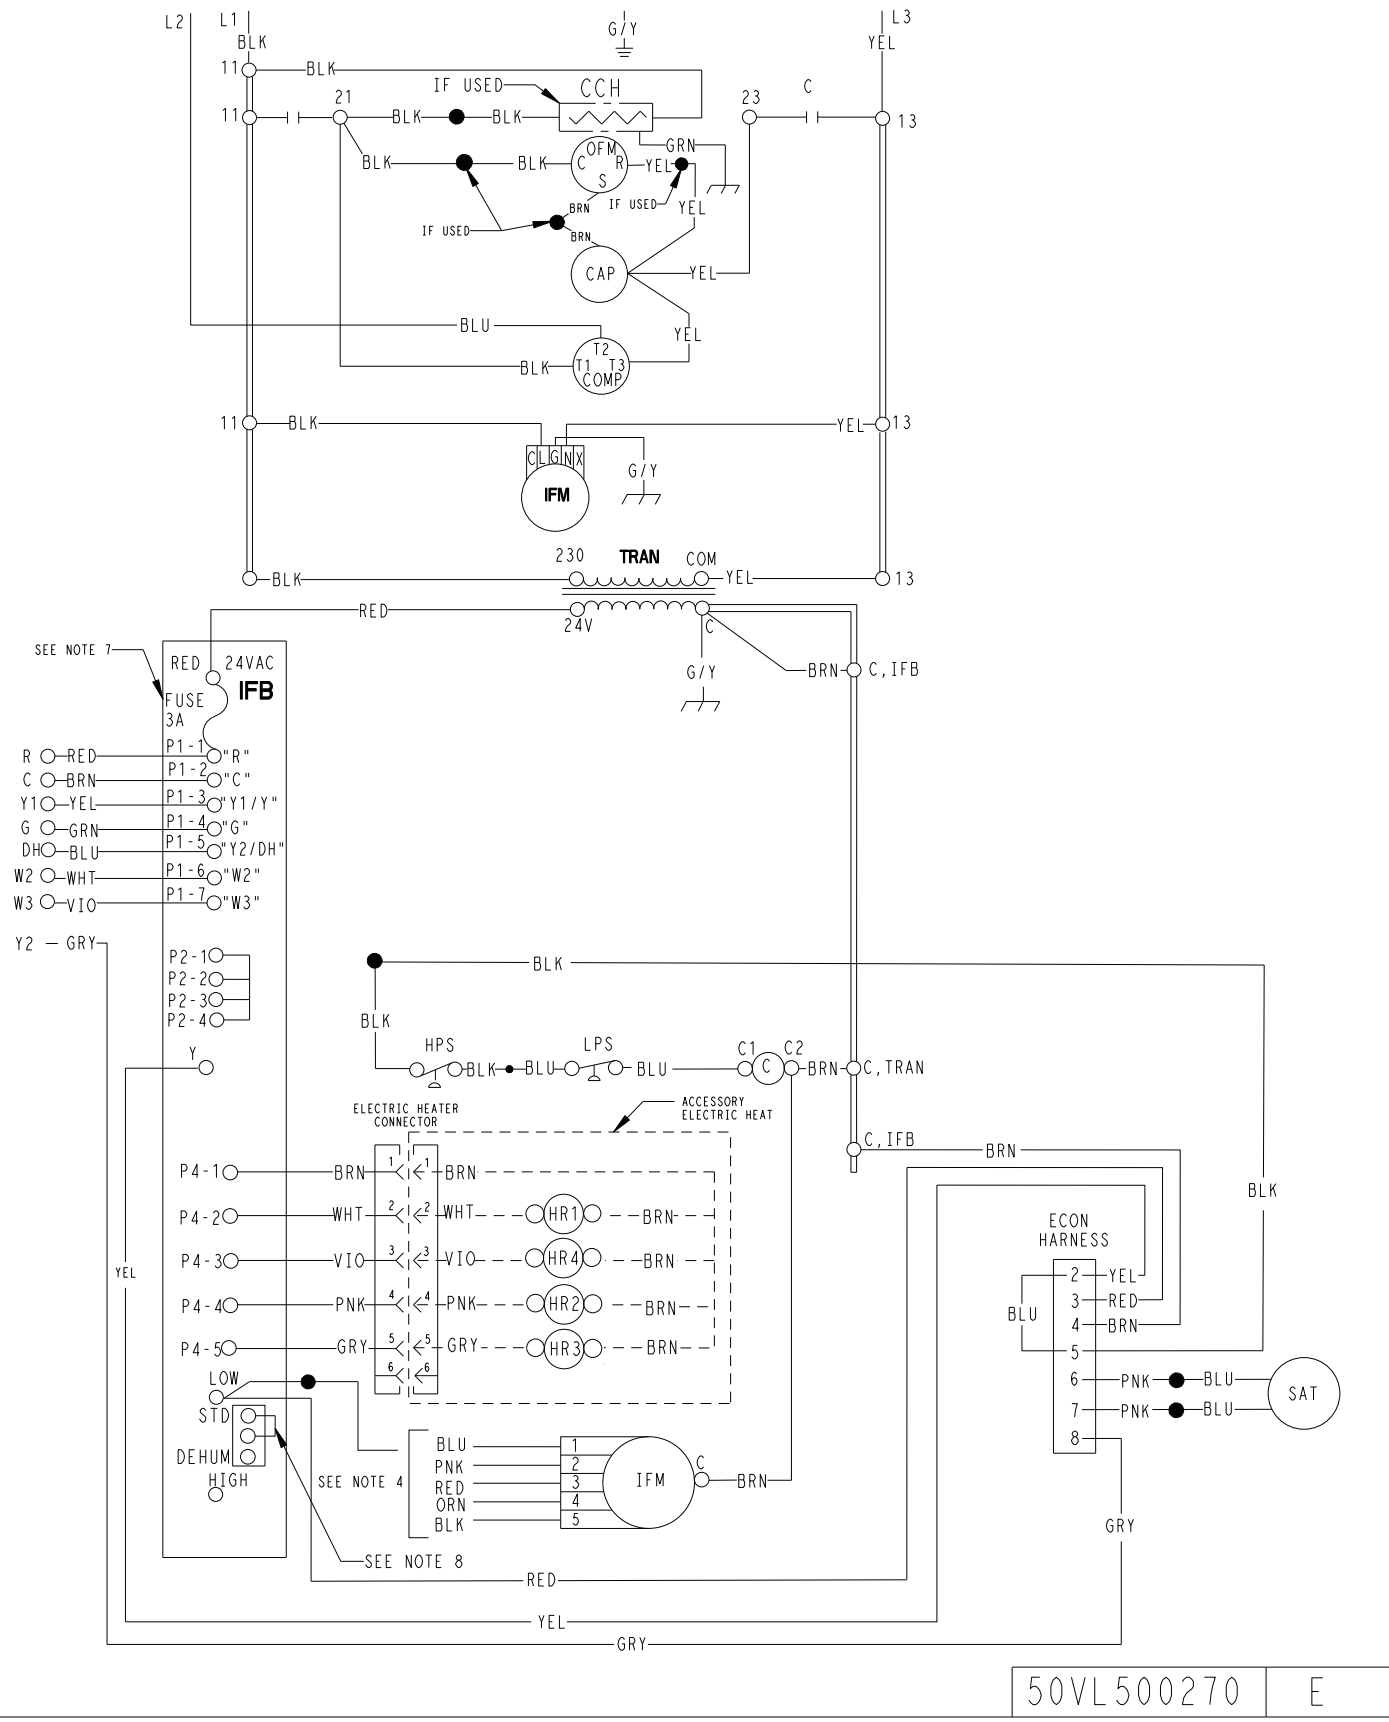 L2
L1
G/Y
L3
BLK
YEL
11
BLK
IF USED
CCH
C
21
23
11
BLK
BLK
13
OFM
GRN
BLK
BLK
C
R
YEL
S
BRN
IF USED
YEL
IF USED
BRN
CAP
YEL
BLU
YEL
T2
BLK
T1
T3
COMP
11
BLK
YEL
13
C
L
G
N
X
G/Y
IFM
230
TRAN
COM
BLK
YEL
13
RED
24V
C
SEE NOTE 7
RED
24VAC
G/Y
BRN
C, IFB
IFB
FUSE
3A
R
RED
P1-1
"R"
C
BRN
P1-2
"C"
Y1
YEL
P1-3
"Y1/Y"
G
GRN
P1-4
"G"
DH
BLU
P1-5
"Y2/DH"
W2
WHT
P1-6
"W2"
W3
VIO
P1-7
"W3"
Y2
GRY
P2-1
BLK
P2-2
P2-3
P2-4
BLK
Y
HPS
LPS
C1
C2
BLK
BLU
BLU
C
BRN
C, TRAN
ELECTRIC HEATER
CONNECTOR
ACCESSORY
ELECTRIC HEAT
C, IFB
BRN
P4-1
BRN
1
1
BRN
BLK
P4-2
WHT
2
2
WHT
HR1
BRN
ECON
HARNESS
P4-3
VIO
3
3
VIO
HR4
BRN
YEL
2
YEL
P4-4
PNK
4
4
PNK
HR2
BRN
BLU
3
RED
4
BRN
P4-5
GRY
5
5
GRY
HR3
BRN
5
6
6
LOW
6
PNK
BLU
SAT
STD
7
PNK
BLU
8
DEHUM
HIGH
SEE NOTE 4
BLU
1
PNK
2
RED
3
ORN
4
BLK
5
IFM
C
BRN
GRY
SEE NOTE 8
RED
YEL
GRY
50VL500270
E